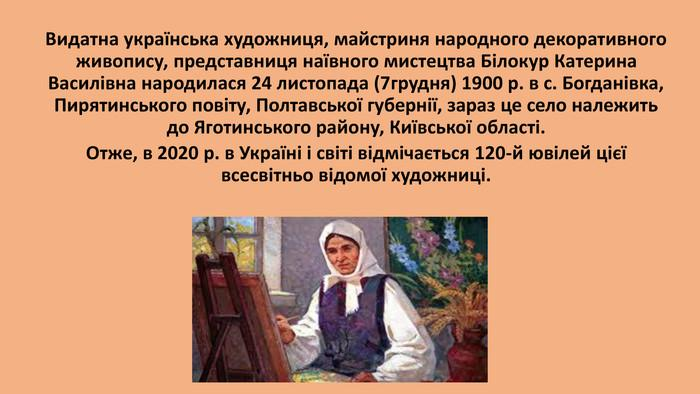 Видатна українська художниця, майстриня народного декоративного
живопису, представниця наївного мистецтва Білокур Катерина
Василівна народилася 24 листопада (7грудня) 1900 р. в с. Богданівка,
Пирятинського повіту, Полтавської губернії, зараз це село належить
до Яготинського району, Київської області.
Отже, в 2020 р. в Україні і світі відмічається 120-й ювілей цієї
всесвітньо відомої художниці.